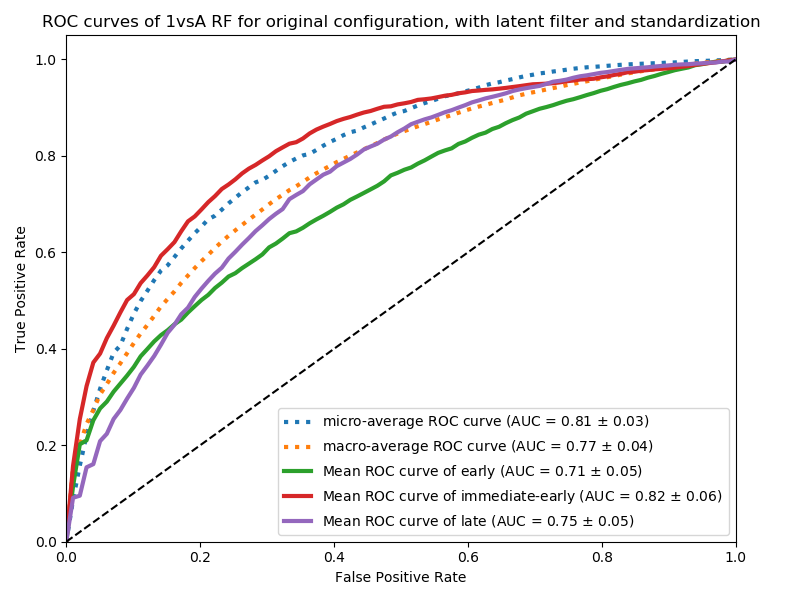 ROC curves of 1vsA RF for original configuration, with latent filter and standardization
1.0
0.8
0.6
0.4
0.2
0.0
True Positive Rate
micro-average ROC curve (AUC = 0.81 ± 0.03)
macro-average ROC curve (AUC = 0.77 ± 0.04)
Mean ROC curve of early (AUC = 0.71 ± 0.05)
Mean ROC curve of immediate-early (AUC = 0.82 ± 0.06)
Mean ROC curve of late (AUC = 0.75 ± 0.05)
0.0 0.2 0.4 0.6 0.8 1.0
False Positive Rate